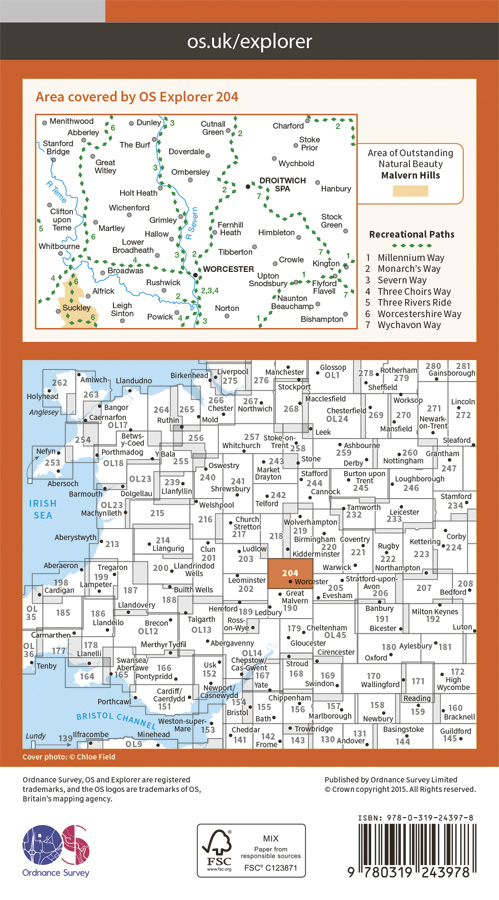 os.uk/explorer
Area covered by OS Explorer 204
Menithwood
Dunley
Cutnall
Green
Charford
Abberley
Stanford
Bridge
The Burf
Stoke
Prior
Doverdale
Great
Witley
Wychbold
Ombersley
R Teme
DROITWICH
SPA
Hanbury
Holt Heath
Wichenford
Clifton
upon
Teme
Grimley
R Severn
Stock
Green
Martley
Hallow
Fernhill
Heath
Himbleton
Lower
Broadheath
Tibberton
Whitbourne
Crowle
Kington
Broadwas
WORCESTER
Upton
Snodsbury
Flyford
Flavell
Rushwick
2,3,4
Alfrick
Naunton
Beauchamp
Suckley
Leigh
Sinton
Powick
Norton
Bishampton
Area of Outstanding
Natural Beauty
Malvern Hills
Recreational Paths
1 Millennium Way
2 Monarch's Way
3 Severn Way
4 Three Choirs Way
5 Three Rivers Ride
6 Worcestershire Way
7 Wychavon Way
262
Amlwch
Llandudno
Birkenhead
Liverpool
275
Manchester
276
Stockport
Glossop
OL1
278
Rotherham
279
Sheffield
280
281
Gainsborough
Holyhead
263
Anglesey
Bangor
Caernarfon
OL17
264
265
Ruthin
Mold
266
Chester
267
Northwich
268
Macclesfield
Chesterfield
OL24
269
Worksop
270
Mansfield
271
Newark-
on-Trent
Lincoln
272
254
Betws-
y-Coed
256
257
Whitchurch
Stoke-on-
Trent
258
Leek
Stone
Ashbourne
259
Derby
260
Nottingham
Sleaford
Grantham
247
Nefyn
253
Porthmadog
OL18
Y Bala
255
Oswestry
240
243
Market
Drayton
Abersoch
Barmouth
OL23
Dolgellau
239
Llanfyllin
241
Shrewsbury
Stafford
244
Cannock
Burton upon
Trent
245
Loughborough
246
Stamford
234
IRISH
SEA
OL23
Machynlleth
215
Welshpool
216
242
Telford
Tamworth
232
Leicester
233
Church
Stretton
217
218
Wolverhampton
219
Birmingham
220
Coventry
221
Rugby
222
Kettering
223
Corby
224
Aberystwyth
213
214
Llangurig
Clun
201
Ludlow
203
Kidderminster
Warwick
Northampton
Aberaeron
Tregaron
199
198
Cardigan
Lampeter
200
Llandrindod
Wells
202
Leominster
204
Worcester
205
Evesham
Stratford-upon-
Avon
206
207
208
Bedford
OL
35
185
186
187
Llandovery
188
Builth Wells
Hereford
189
Ledbury
Great
Malvern
190
Banbury
191
Bicester
Milton Keynes
192
Luton
Carmarthen
Llandeilo
Brecon
OL12
Talgarth
OL13
Ross-
on-Wye
179
Cheltenham
OL45
Gloucester
OL
36
177
178
Llanelli
Merthyr Tydfil
Abergavenny
OL14
Cirencester
180
Oxford
Aylesbury
181
Tenby
164
165
Swansea/
Abertawe
166
Pontypridd
Usk
152
Chepstow/
Cas-Gwent
167
Yate
Stroud
168
169
Swindon
170
Wallingford
171
172
High
Wycombe
Porthcawl
Cardiff/
Caerdydd
151
Newport/
Casnewydd
154
Bristol
155
Bath
Chippenham
156
157
Marlborough
158
Newbury
Reading
159
160
Bracknell
BRISTOL CHANNEL
Weston-super-
Mare
153
Lundy
139
Ilfracombe
OL9
Minehead
Cheddar
141
142
Frome
Trowbridge
143
130
131
Andover
Basingstoke
144
Guildford
145
Cover photo: © Chloe Field
Ordnance Survey, OS and Explorer are registered
trademarks, and the OS logos are trademarks of OS,
Britain's mapping agency.
Published by Ordnance Survey Limited
© Crown copyright 2015. All rights reserved.
OS
Ordnance Survey
FSC
www.fsc.org
MIX
Paper from
responsible sources
FSC® C123871
ISBN: 978-0-319-24397-8
9 780319 243978